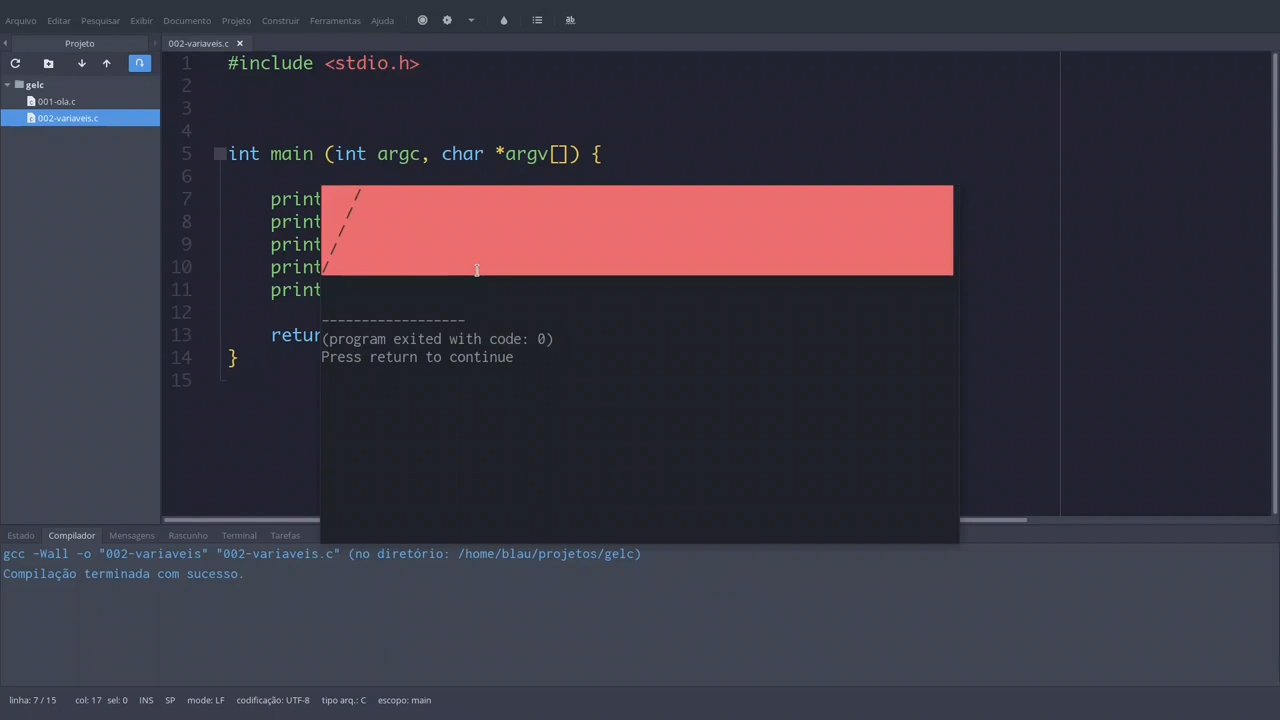 Arquivo Editar Pesquisar Exibir Documento Projeto Construir Ferramentas Ajuda
Projeto
002-variaveis.c
gelc
001-ola.c
002-variaveis.c
1 #include <stdio.h>
2
3
4
5 int main (int argc, char *argv[]) {
6
7 print
8 print
9 print
10 print
11 print
12
13 retur
14 }
15
/
/
/
/
/
------------------
(program exited with code: 0)
Press return to continue
Estado Compilador Mensagens Rascunho Terminal Tarefas
gcc -Wall -o "002-variaveis" "002-variaveis.c" (no diretório: /home/blau/projetos/gelc)
Compilação terminada com sucesso.
linha: 7 / 15 col: 17 sel: 0 INS SP mode: LF codificação: UTF-8 tipo arq.: C escopo: main